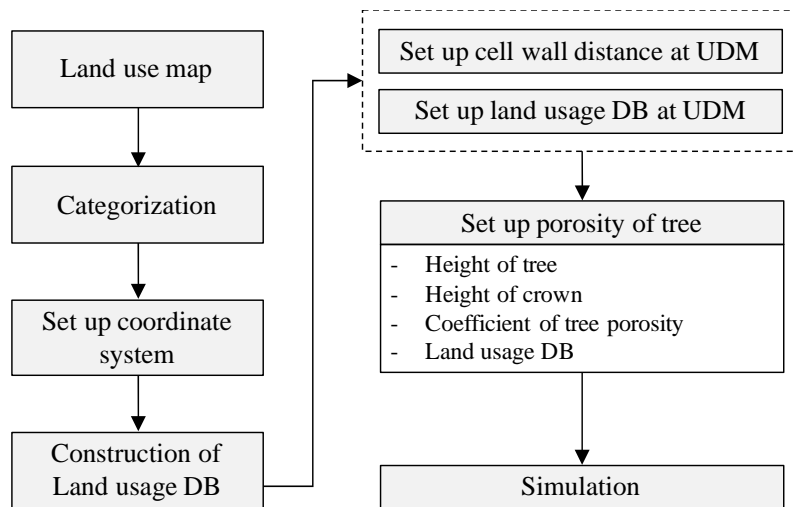 Land use map
Categorization
Set up coordinate
system
Construction of
Land usage DB
Set up cell wall distance at UDM
Set up land usage DB at UDM
Set up porosity of tree
- Height of tree
- Height of crown
- Coefficient of tree porosity
- Land usage DB
Simulation